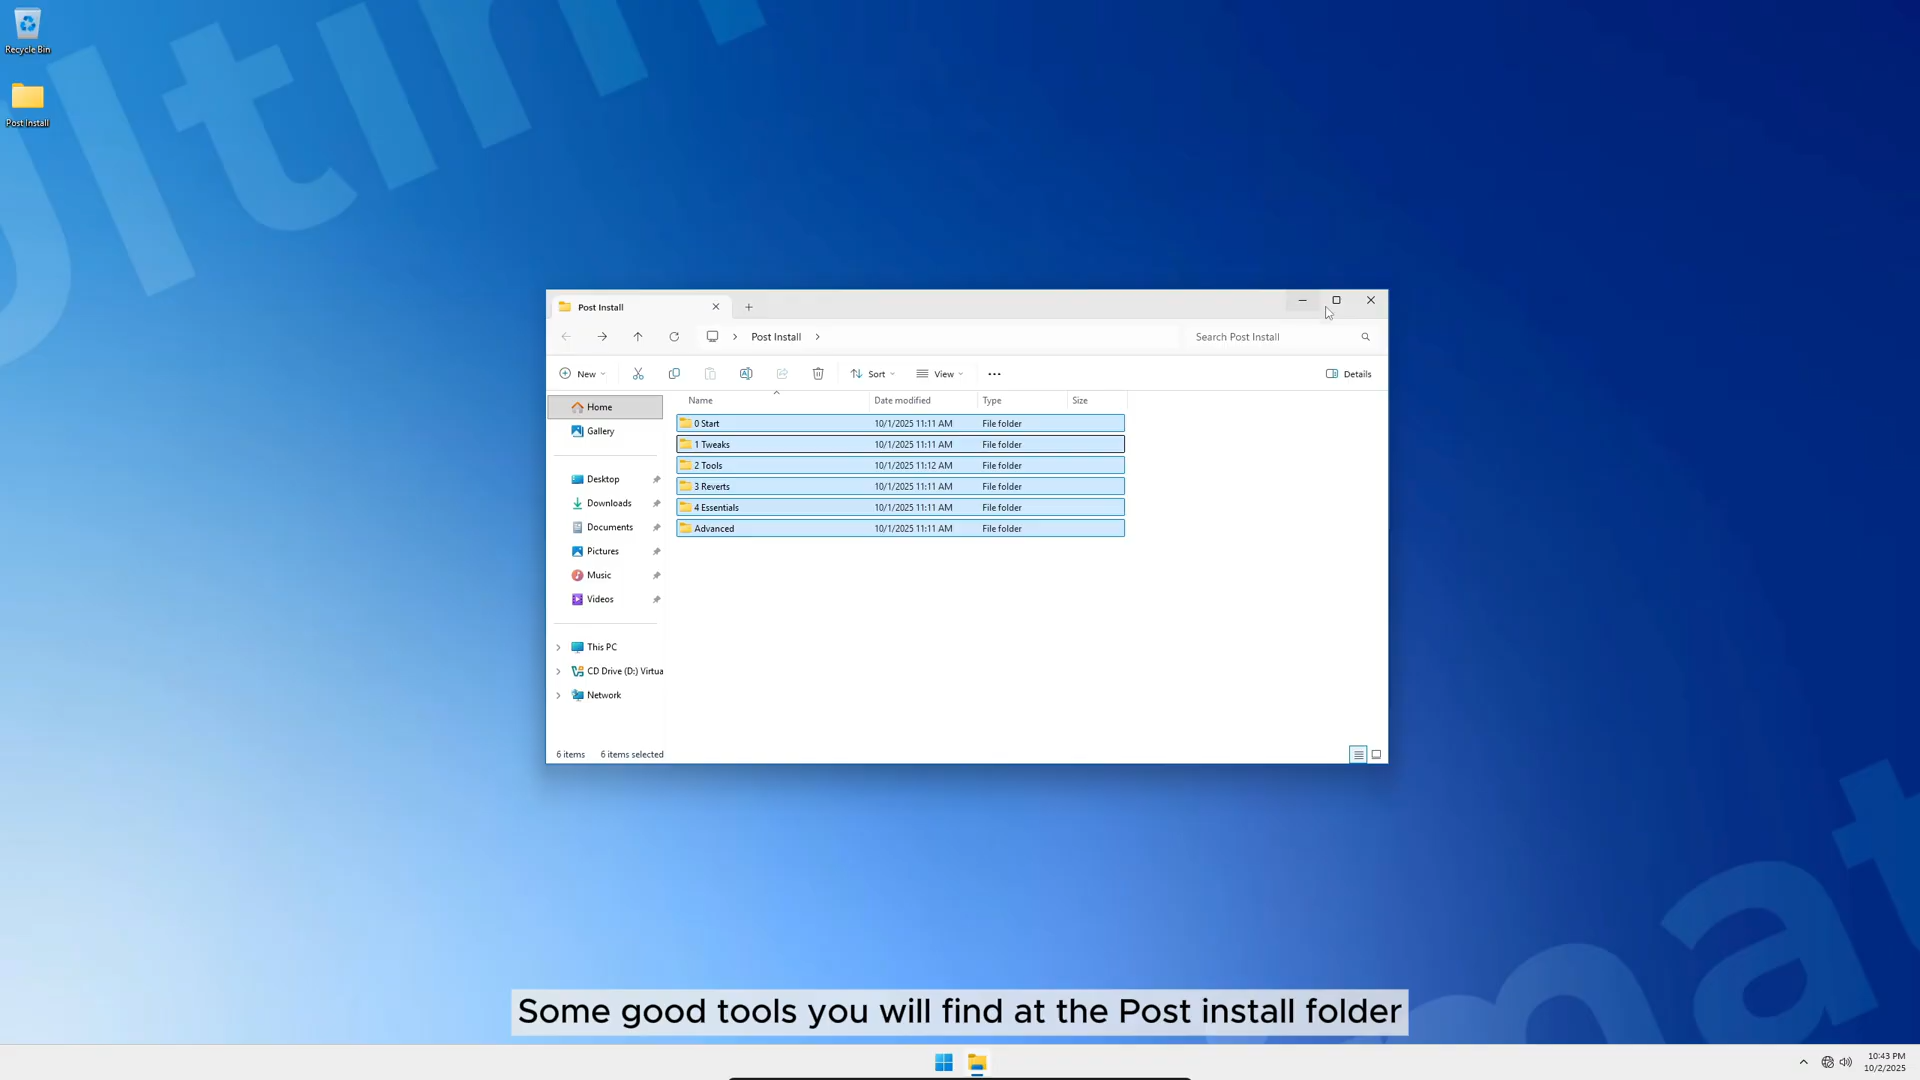 Recycle Bin
Post Install
Post Install
Post Install
Search Post Install
New
Sort
View
Details
Name Date modified Type Size
Home
Gallery
Desktop
Downloads
Documents
Pictures
Music
Videos
This PC
CD Drive (D:) Virtua
Network
0 Start 10/1/2025 11:11 AM File folder
1 Tweaks 10/1/2025 11:11 AM File folder
2 Tools 10/1/2025 11:12 AM File folder
3 Reverts 10/1/2025 11:11 AM File folder
4 Essentials 10/1/2025 11:11 AM File folder
Advanced 10/1/2025 11:11 AM File folder
6 items 6 items selected
Some good tools you will find at the Post install folder
10:43 PM
10/2/2025